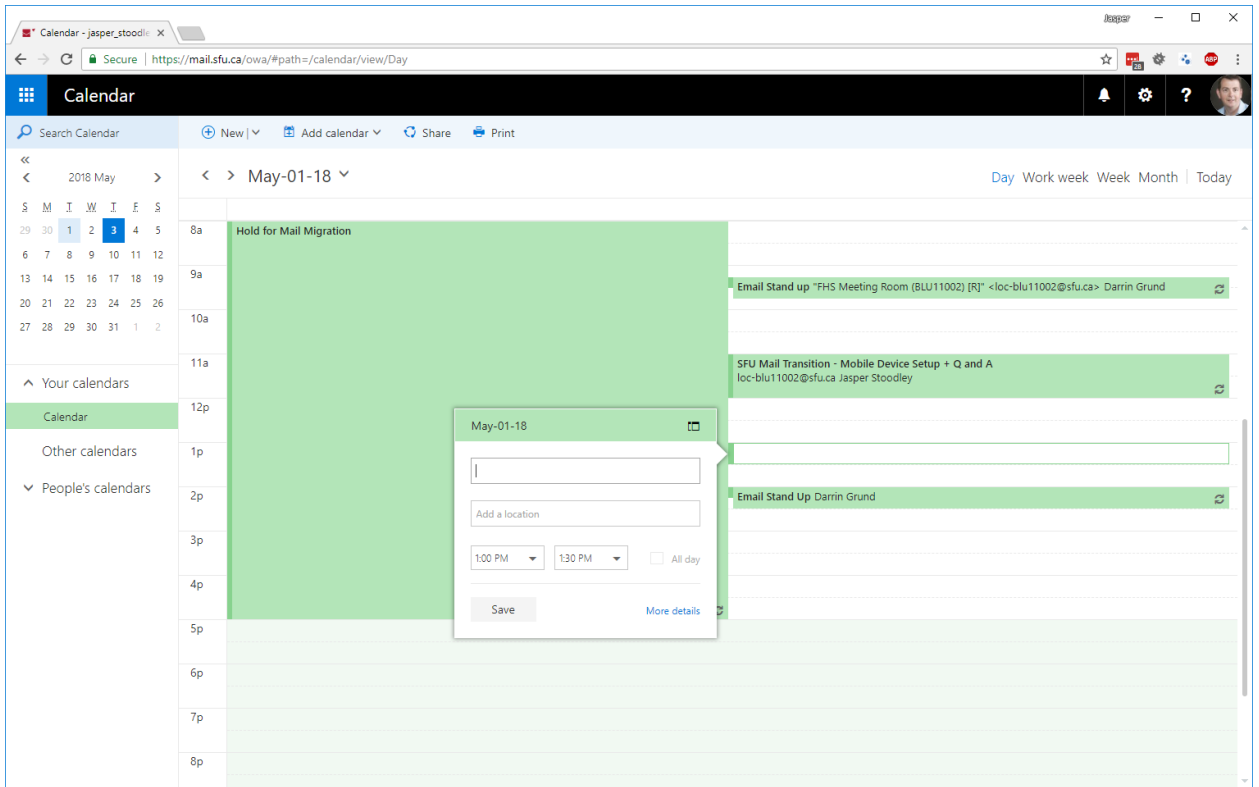 Jasper
Calendar - jasper_stoodle
Secure | https://mail.sfu.ca/owa/#path=/calendar/view/Day
28
ABP
Calendar
?
Search Calendar
New
Add calendar
Share
Print
2018 May
May-01-18
Day Work week Week Month Today
S M T W T F S
29 30 1 2 3 4 5
6 7 8 9 10 11 12
13 14 15 16 17 18 19
20 21 22 23 24 25 26
27 28 29 30 31 1 2
Your calendars
Calendar
Other calendars
People's calendars
8a
9a
10a
11a
12p
1p
2p
3p
4p
5p
6p
7p
8p
Hold for Mail Migration
Email Stand up "FHS Meeting Room (BLU11002) [R]" <loc-blu11002@sfu.ca> Darrin Grund
SFU Mail Transition - Mobile Device Setup + Q and A
loc-blu11002@sfu.ca Jasper Stoodley
Email Stand Up Darrin Grund
May-01-18
Add a location
1:00 PM 1:30 PM All day
Save More details